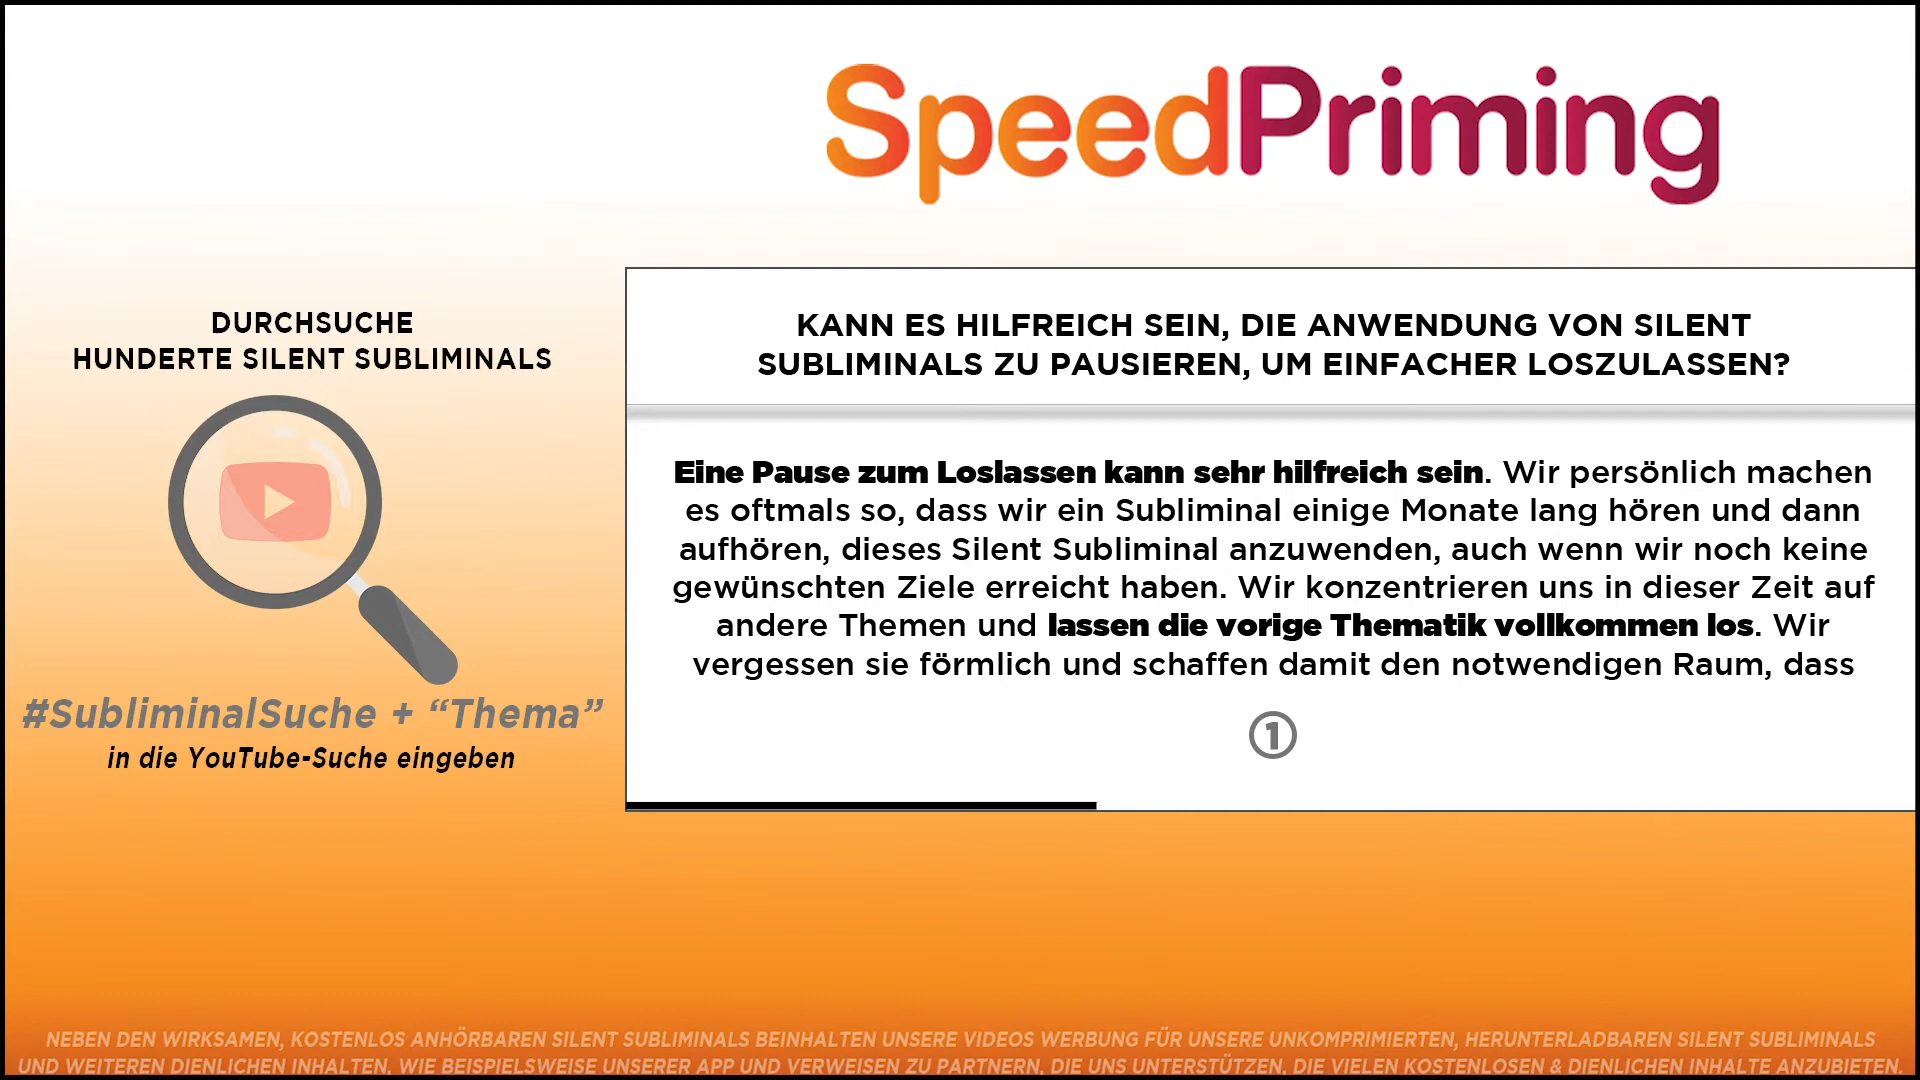 SpeedPriming
DURCHSUCHE
HUNDERTE SILENT SUBLIMINALS
#SubliminalSuche + “Thema”
in die YouTube-Suche eingeben
KANN ES HILFREICH SEIN, DIE ANWENDUNG VON SILENT
SUBLIMINALS ZU PAUSIEREN, UM EINFACHER LOSZULASSEN?
Eine Pause zum Loslassen kann sehr hilfreich sein. Wir persönlich machen
es oftmals so, dass wir ein Subliminal einige Monate lang hören und dann
aufhören, dieses Silent Subliminal anzuwenden, auch wenn wir noch keine
gewünschten Ziele erreicht haben. Wir konzentrieren uns in dieser Zeit auf
andere Themen und lassen die vorige Thematik vollkommen los. Wir
vergessen sie förmlich und schaffen damit den notwendigen Raum, dass
1
NEBEN DEN WIRKSAMEN, KOSTENLOS ANHÖRBAREN SILENT SUBLIMINALS BEINHALTEN UNSERE VIDEOS WERBUNG FÜR UNSERE UNKOMPRIMIERTEN, HERUNTERLADBAREN SILENT SUBLIMINALS
UND WEITEREN DIENLICHEN INHALTEN, WIE BEISPIELSWEISE UNSERER APP UND VERWEISEN ZU PARTNERN, DIE UNS UNTERSTÜTZEN, DIE VIELEN KOSTENLOSEN & DIENLICHEN INHALTE ANZUBIETEN.